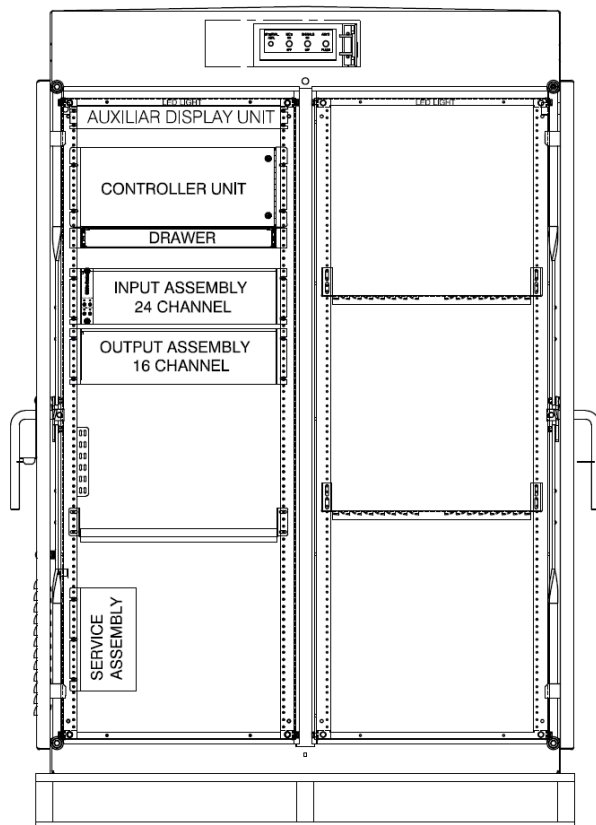 LED LIGHT
LED LIGHT
AUXILIAR DISPLAY UNIT
CONTROLLER UNIT
DRAWER
INPUT ASSEMBLY
24 CHANNEL
OUTPUT ASSEMBLY
16 CHANNEL
SERVICE
ASSEMBLY